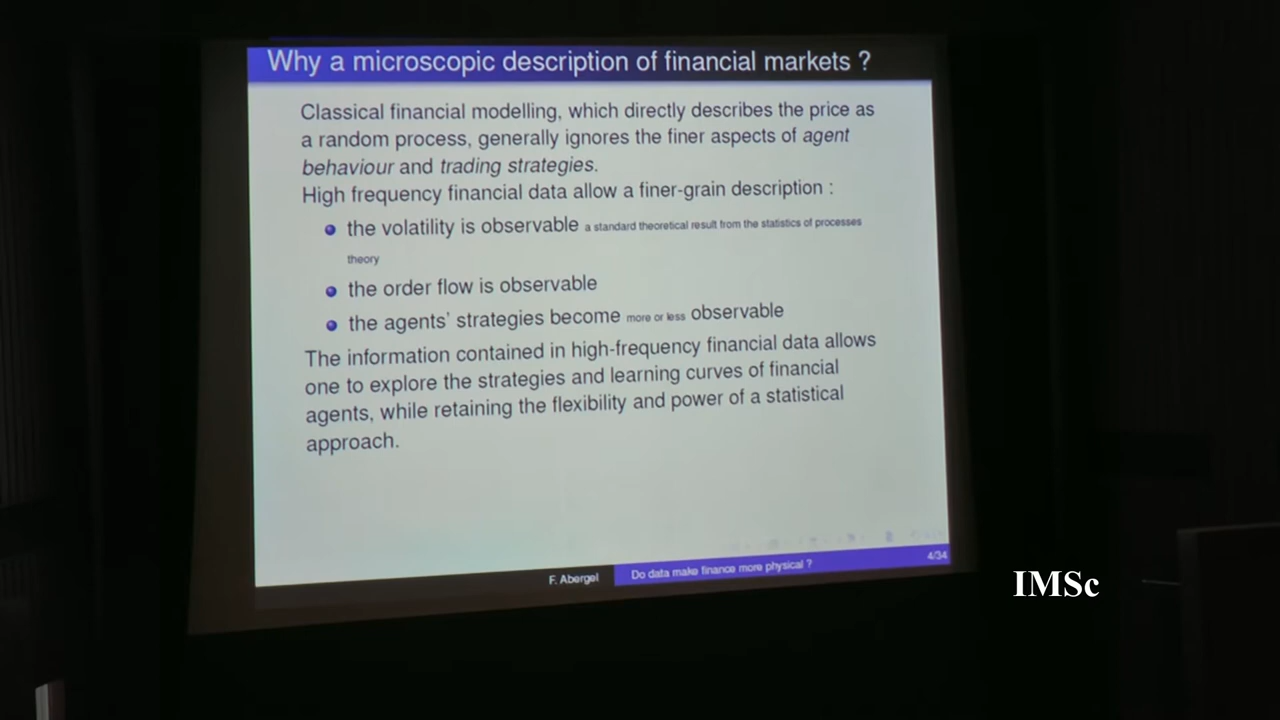 Why a microscopic description of financial markets ?
Classical financial modelling, which directly describes the price as
a random process, generally ignores the finer aspects of agent
behaviour and trading strategies.
High frequency financial data allow a finer-grain description :
the volatility is observable a standard theoretical result from the statistics of processes
theory
the order flow is observable
the agents' strategies become more or less observable
The information contained in high-frequency financial data allows
one to explore the strategies and learning curves of financial
agents, while retaining the flexibility and power of a statistical
approach.
F. Abergel
Do data make finance more physical ?
4/34
IMSc